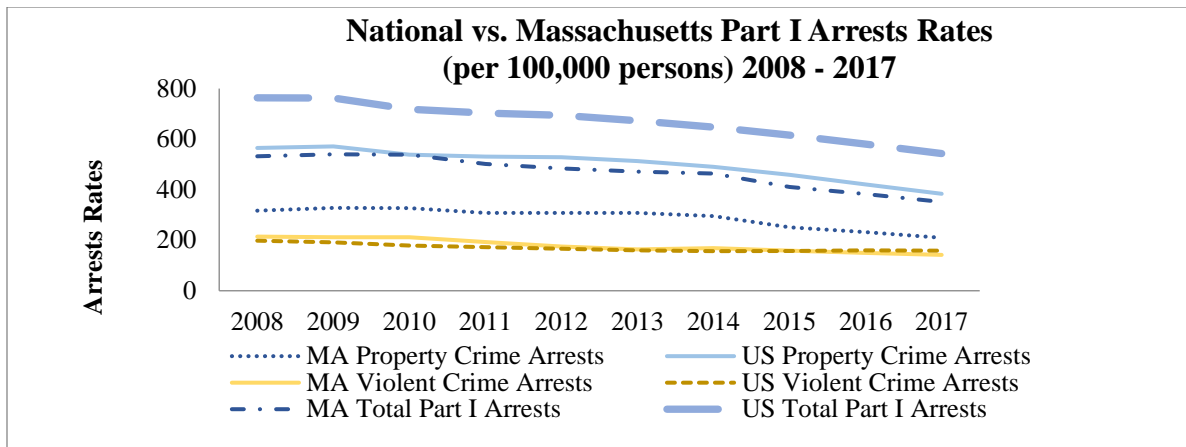 National vs. Massachusetts Part I Arrests Rates
(per 100,000 persons) 2008 - 2017
800
600
400
200
0
Arrests Rates
2008 2009 2010 2011 2012 2013 2014 2015 2016 2017
MA Property Crime Arrests US Property Crime Arrests
MA Violent Crime Arrests US Violent Crime Arrests
MA Total Part I Arrests US Total Part I Arrests